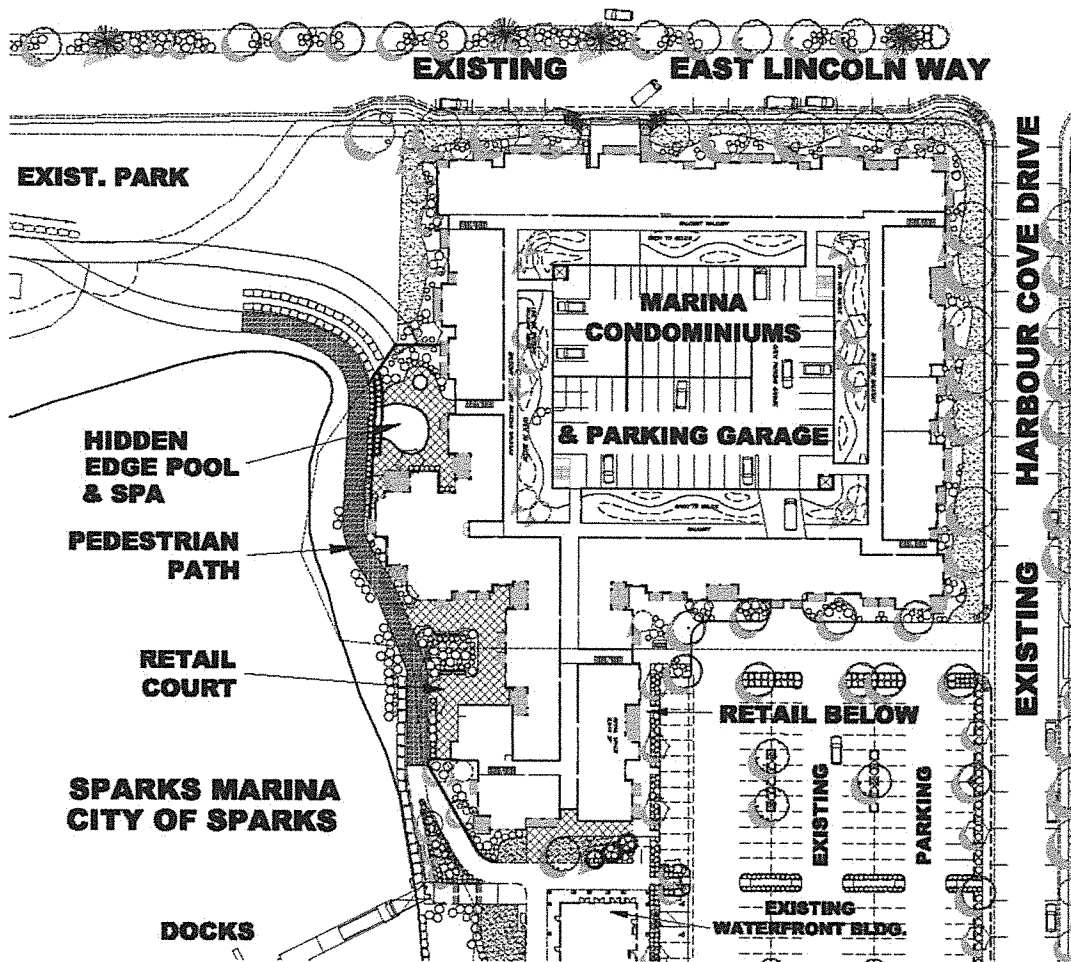 EXISTING EAST LINCOLN WAY
EXIST. PARK
EXISTING HARBOUR COVE DRIVE
MARINA
CONDOMINIUMS
& PARKING GARAGE
HIDDEN
EDGE POOL
& SPA
PEDESTRIAN
PATH
RETAIL
COURT
RETAIL BELOW
SPARKS MARINA
CITY OF SPARKS
EXISTING PARKING
EXISTING
WATERFRONT BLDG.
DOCKS